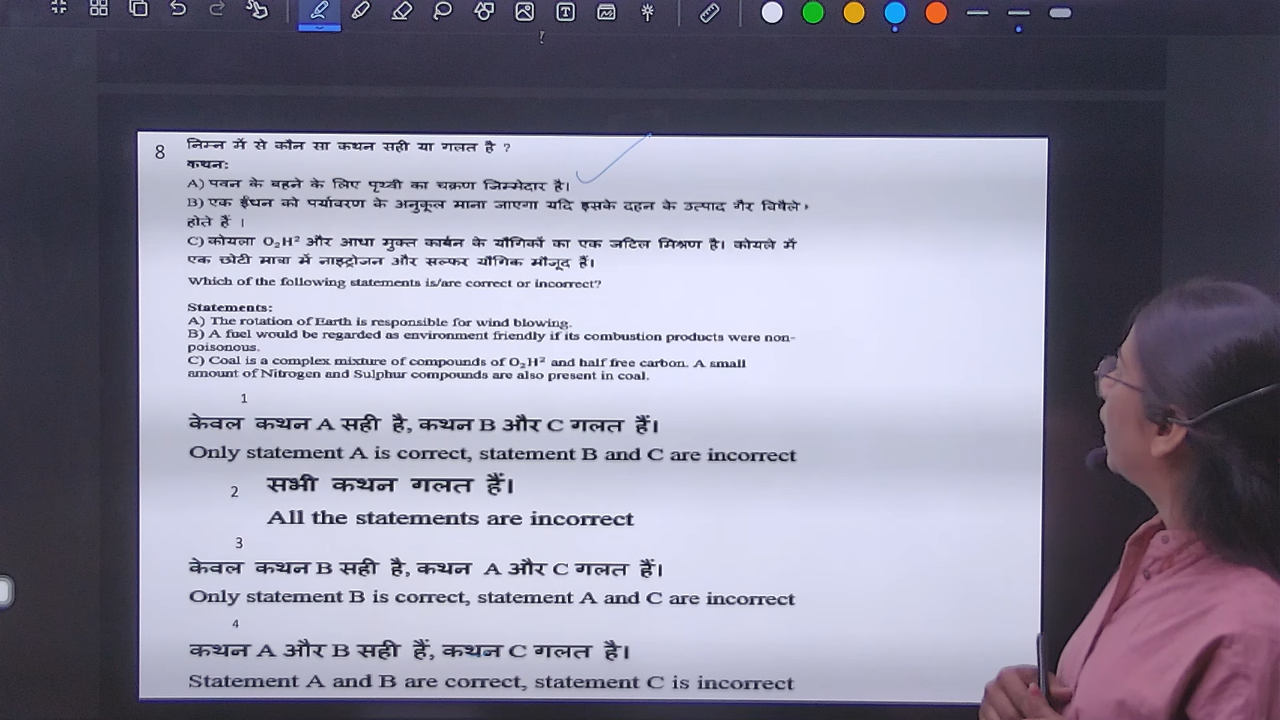 8
निम्न में से कौन सा कथन सही या गलत है ?
कथन:
A) पवन के बहने के लिए पृथ्वी का चक्रण जिम्मेदार है।
B) एक ईंधन को पर्यावरण के अनुकूल माना जाएगा यदि इसके दहन के उत्पाद गैर विषैले
होते हैं ।
C) कोयला O₂H² और आधा मुक्त कार्बन के यौगिकों का एक जटिल मिश्रण है। कोयले में
एक छोटी मात्रा में नाइट्रोजन और सल्फर यौगिक मौजूद हैं।
Which of the following statements is/are correct or incorrect?
Statements:
A) The rotation of Earth is responsible for wind blowing.
B) A fuel would be regarded as environment friendly if its combustion products were non-
poisonous.
C) Coal is a complex mixture of compounds of O₂H² and half free carbon. A small
amount of Nitrogen and Sulphur compounds are also present in coal.
1
केवल कथन A सही है, कथन B और C गलत हैं।
Only statement A is correct, statement B and C are incorrect
2 सभी कथन गलत हैं।
All the statements are incorrect
3
केवल कथन B सही है, कथन A और C गलत हैं।
Only statement B is correct, statement A and C are incorrect
4
कथन A और B सही हैं, कथन C गलत है।
Statement A and B are correct, statement C is incorrect